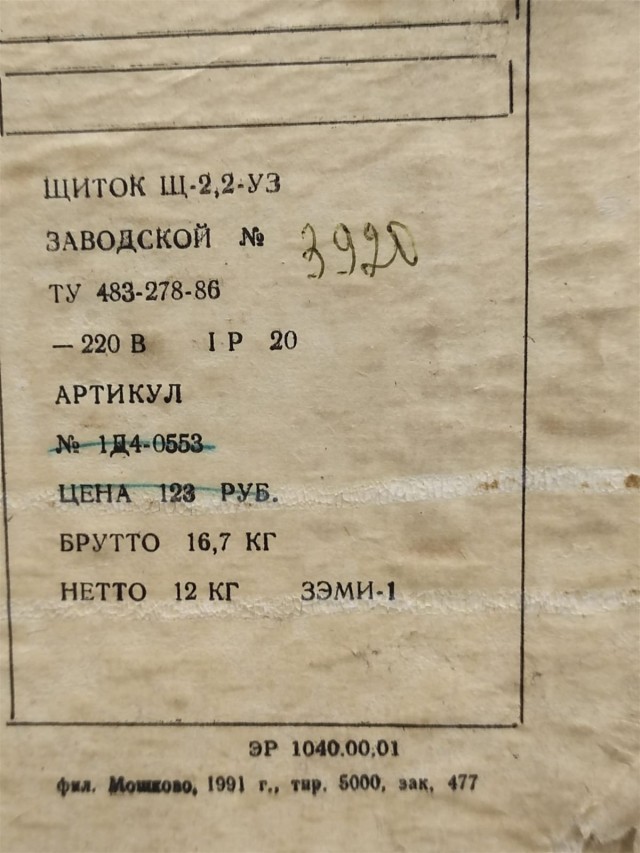 ЩИТОК Щ-2,2-УЗ
ЗАВОДСКОЙ № 3920
ТУ 483-278-86
— 220 В IP 20
АРТИКУЛ
№ 1Д4-0553
ЦЕНА 123 РУБ.
БРУТТО 16,7 КГ
НЕТТО 12 КГ ЗЭМИ-1
ЭР 1040.00.01
фил. Мошково, 1991 г., тир. 5000, зак. 477